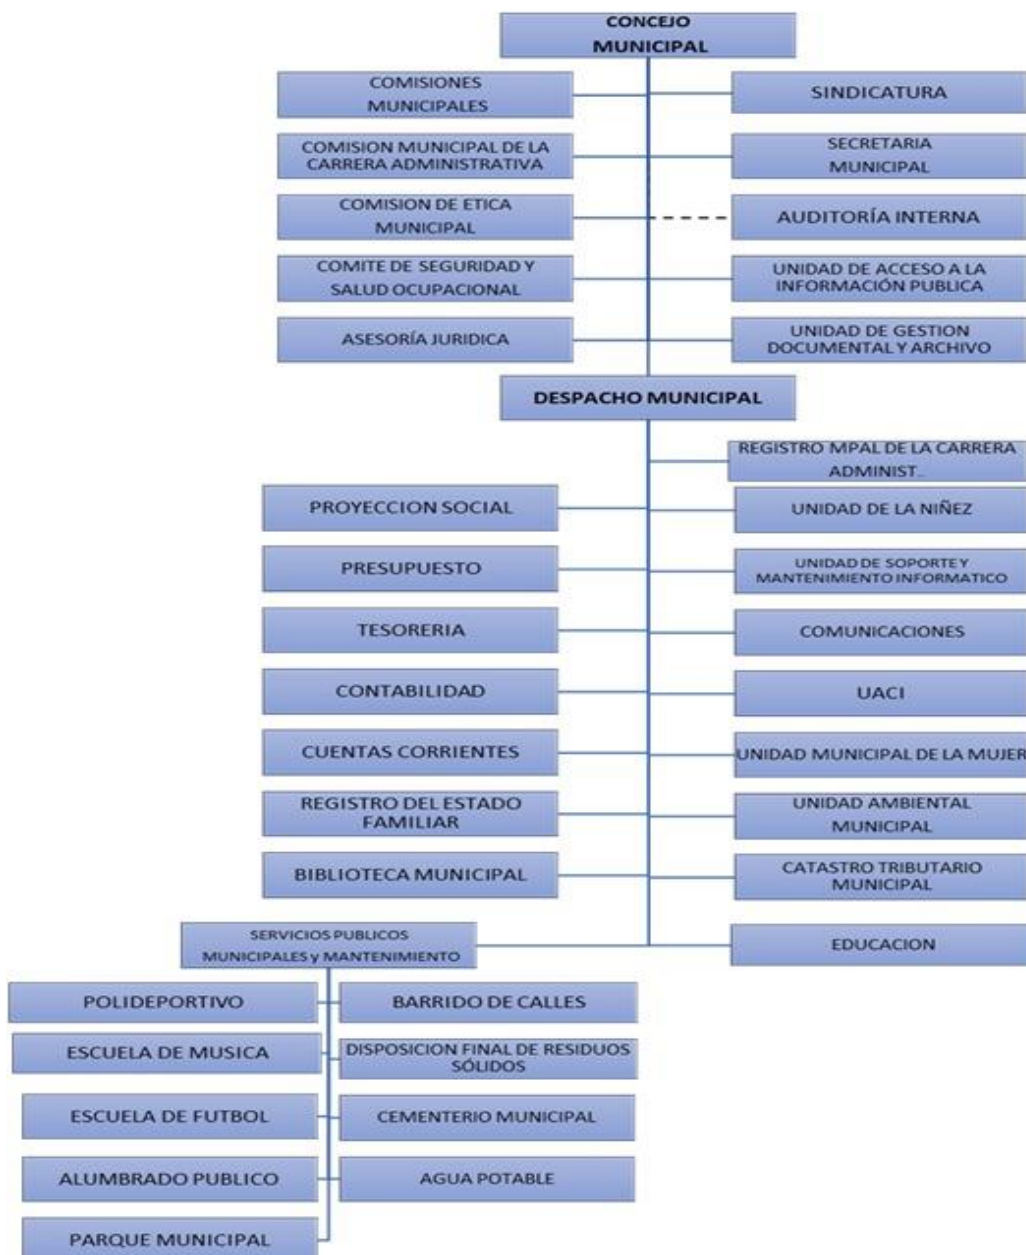 CONCEJO
MUNICIPAL
COMISIONES
MUNICIPALES
SINDICATURA
COMISION MUNICIPAL DE LA
CARRERA ADMINISTRATIVA
SECRETARIA
MUNICIPAL
COMISION DE ETICA
MUNICIPAL
AUDITORÍA INTERNA
COMITE DE SEGURIDAD Y
SALUD OCUPACIONAL
UNIDAD DE ACCESO A LA
INFORMACIÓN PUBLICA
ASESORÍA JURIDICA
UNIDAD DE GESTION
DOCUMENTAL Y ARCHIVO
DESPACHO MUNICIPAL
REGISTRO MPAL DE LA CARRERA
ADMINIST..
PROYECCION SOCIAL
UNIDAD DE LA NIÑEZ
PRESUPUESTO
UNIDAD DE SOPORTE Y
MANTENIMIENTO INFORMATICO
TESORERIA
COMUNICACIONES
CONTABILIDAD
UACI
CUENTAS CORRIENTES
UNIDAD MUNICIPAL DE LA MUJER
REGISTRO DEL ESTADO
FAMILIAR
UNIDAD AMBIENTAL
MUNICIPAL
BIBLIOTECA MUNICIPAL
CATASTRO TRIBUTARIO
MUNICIPAL
SERVICIOS PUBLICOS
MUNICIPALES y MANTENIMIENTO
EDUCACION
POLIDEPORTIVO
BARRIDO DE CALLES
ESCUELA DE MUSICA
DISPOSICION FINAL DE RESIDUOS
SÓLIDOS
ESCUELA DE FUTBOL
CEMENTERIO MUNICIPAL
ALUMBRADO PUBLICO
AGUA POTABLE
PARQUE MUNICIPAL